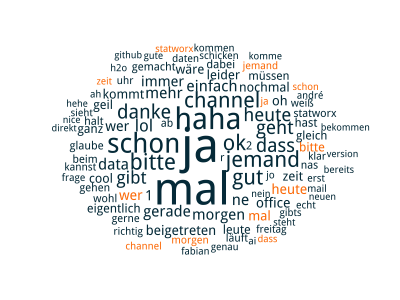 statworx kommen
github gute daten schicken komme
h2o gemacht wäre dabei jemand
zeit uhr immer einfach leider müssen
ah kommt mehr channel nochmal schon
hehe geil danke haha ja oh andré
sieht weiß
nice halt wer lol ab heute statworx
direkt ganz schon ja ok 2 geht hast bekommen
glaube dass gleich
beim data bitte r jemand bitte
kannst klar version
frage cool gibt mal gut jo zeit nas bereits
gehen erst
wohl wer 1 ne nein heute mail
eigentlich gerade morgen mal office neuen
gerne gibts echt
richtig beigetreten leute freitag steht
channel morgen läuft ai dass
fabian genau